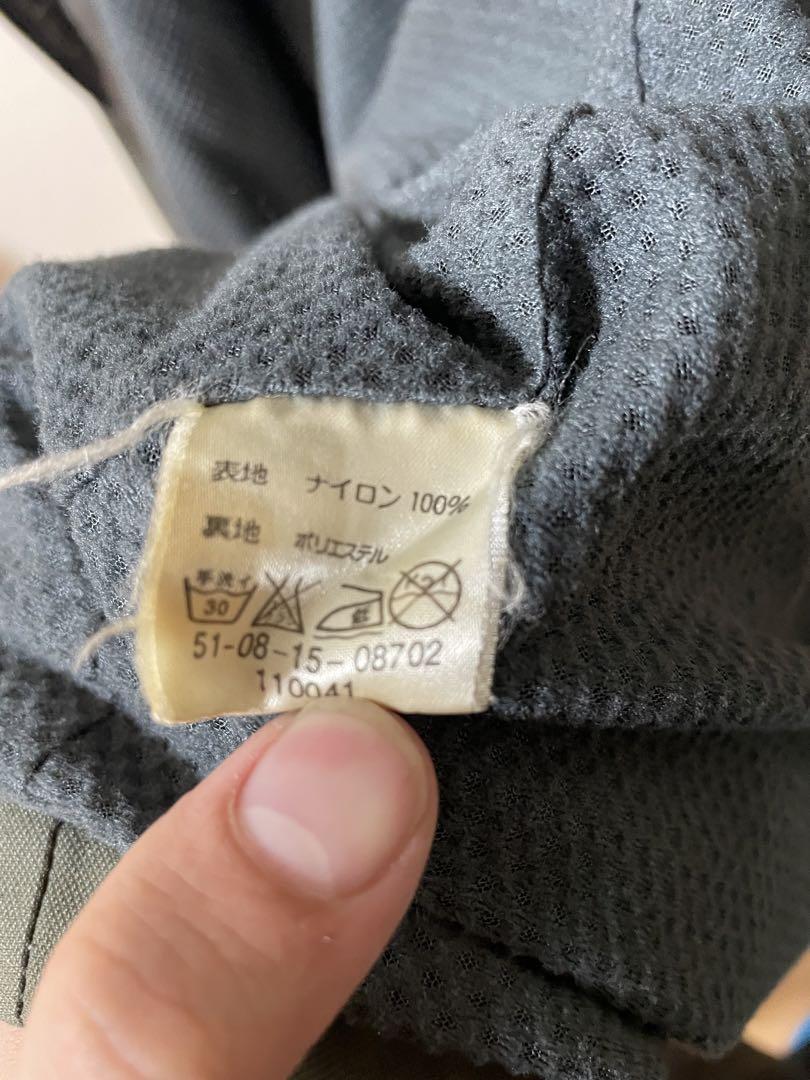 表地 ナイロン 100%
裏地 ポリエステル
手洗イ
30
51-08-15-08702
110041